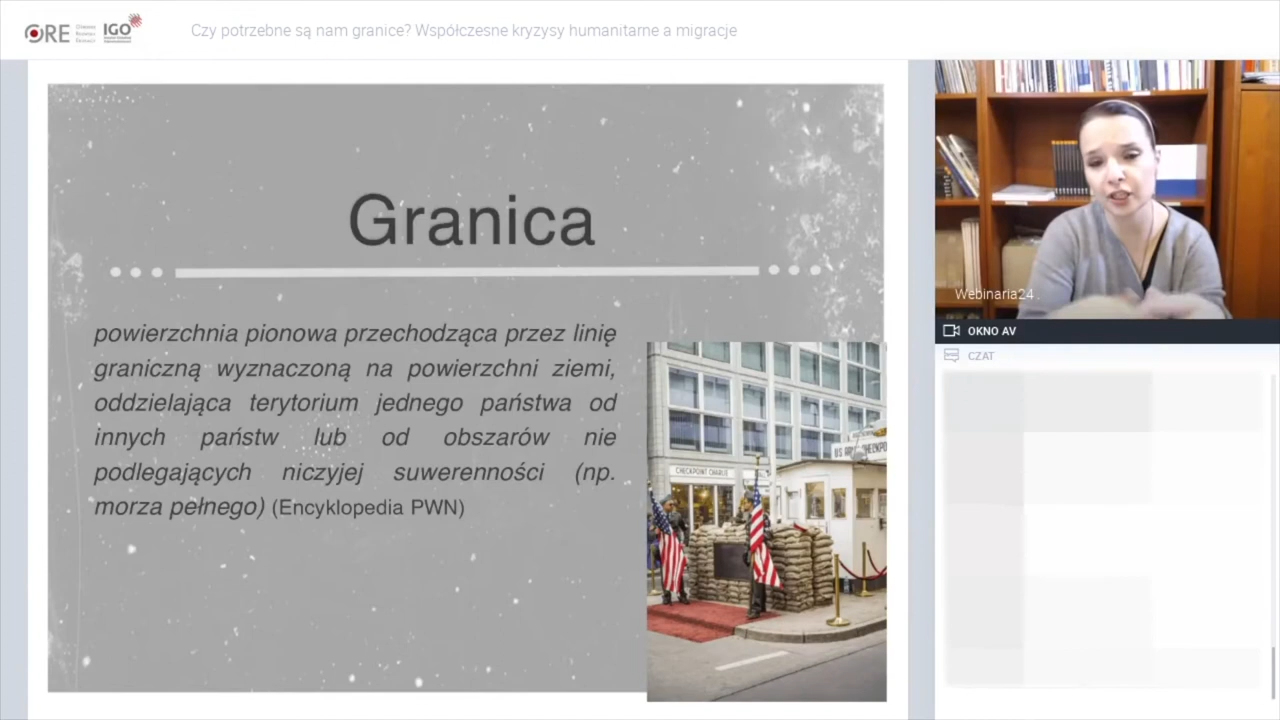 ORE
IGO
Czy potrzebne są nam granice? Współczesne kryzysy humanitarne a migracje
Granica
powierzchnia pionowa przechodząca przez linię
graniczną wyznaczoną na powierzchni ziemi,
oddzielająca terytorium jednego państwa od
innych państw lub od obszarów nie
podlegających niczyjej suwerenności (np.
morza pełnego) (Encyklopedia PWN)
CHECKPOINT CHARLIE
Webinaria24 .
OKNO AV
CZAT